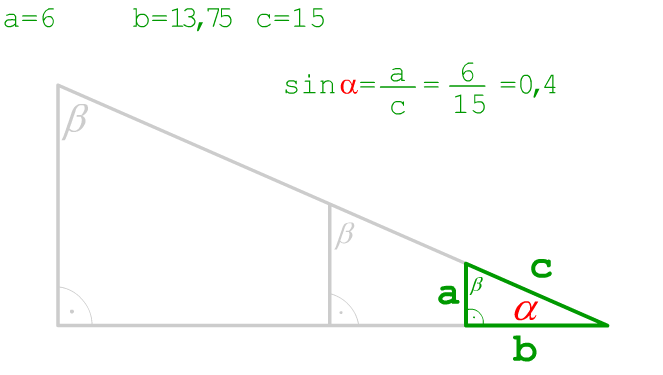 a=6 b=13,75 c=15
sinα= a/c = 6/15 =0,4
β
β
c
a β
α
b